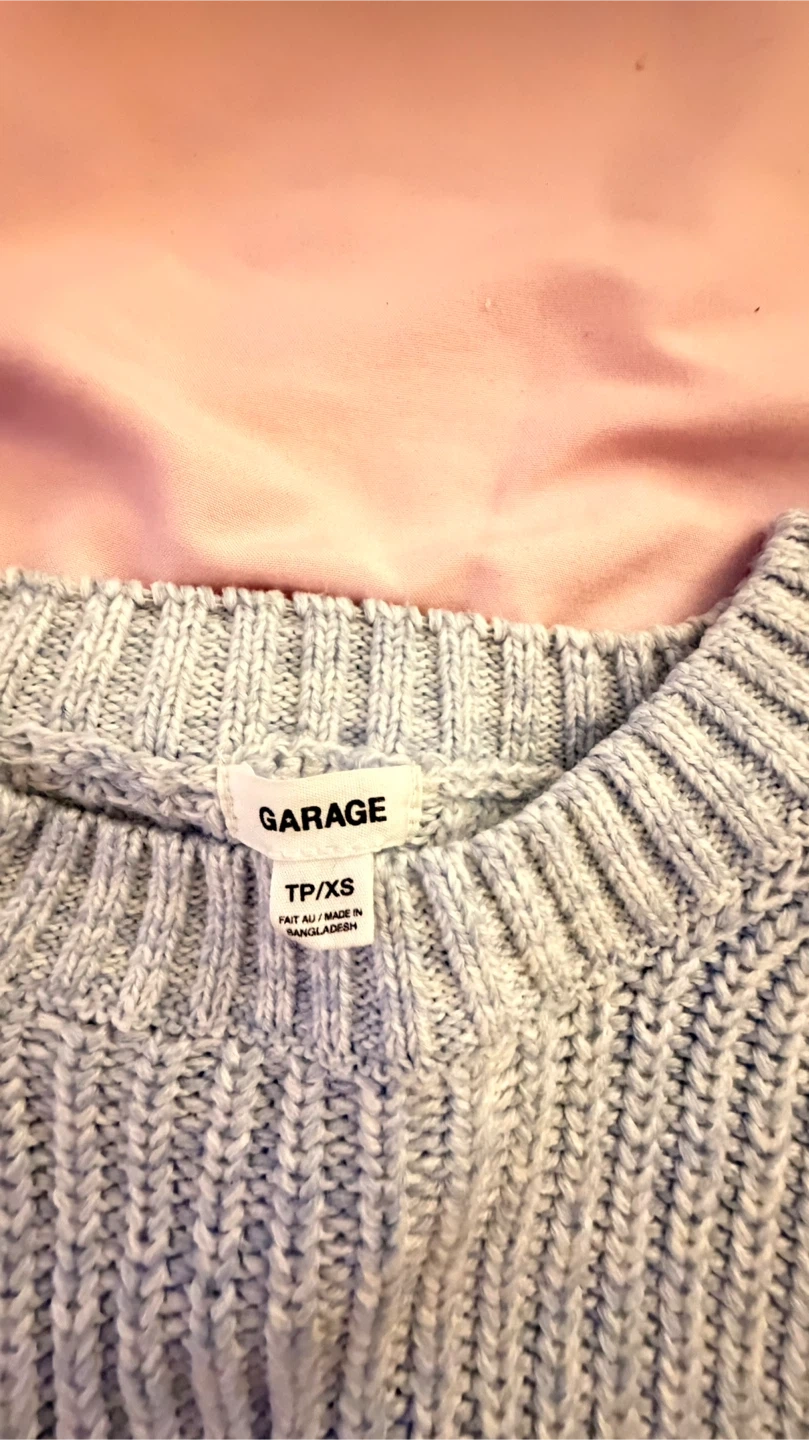 GARAGE
TP/XS
FAIT AU / MADE IN
BANGLADESH